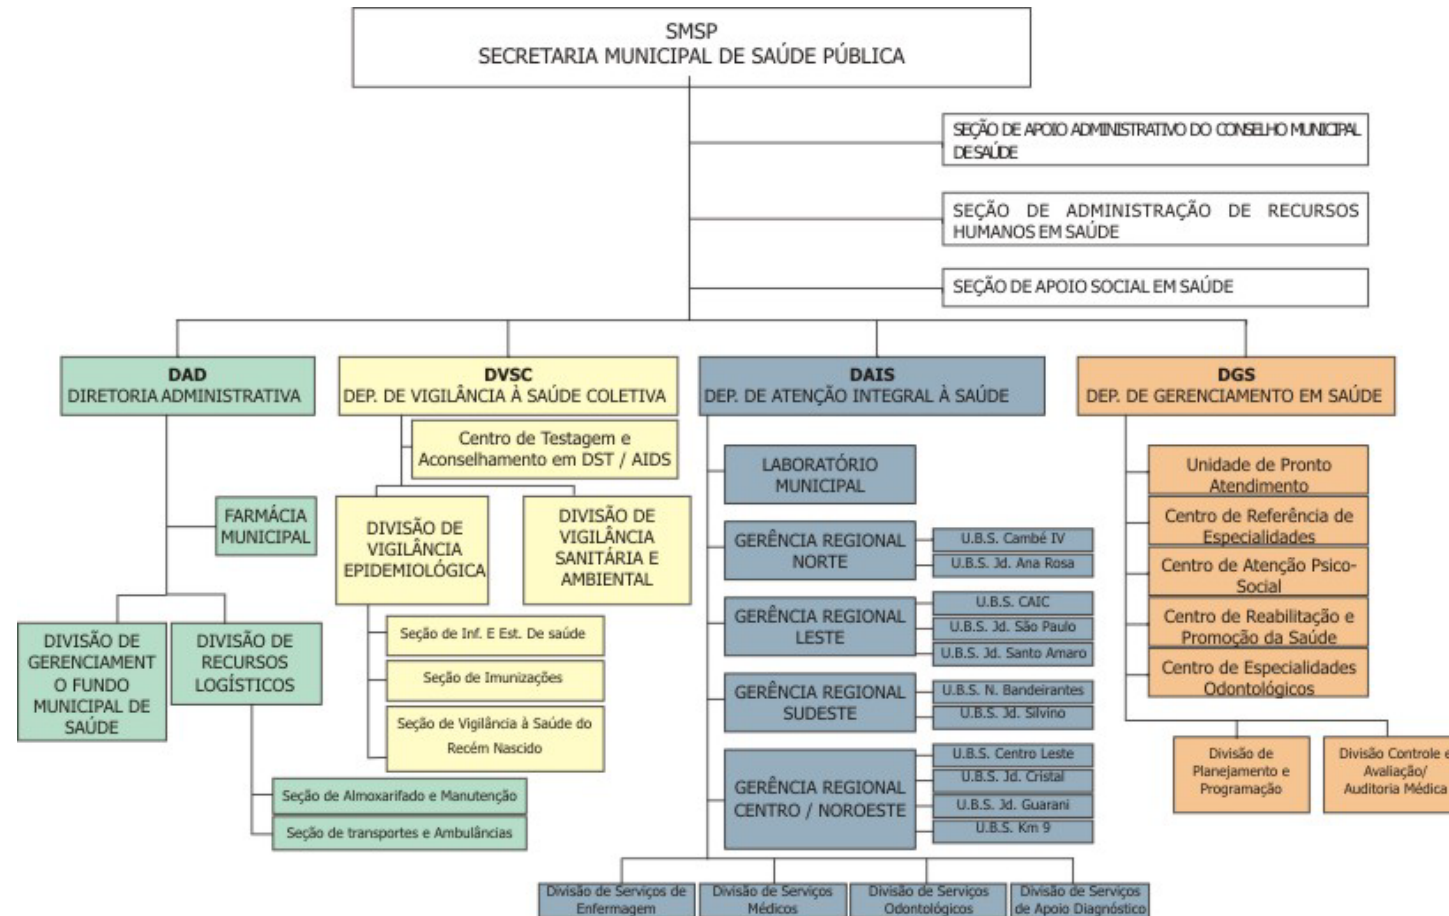 SMSP
SECRETARIA MUNICIPAL DE SAÚDE PÚBLICA
SEÇÃO DE APOIO ADMINISTRATIVO DO CONSELHO MUNICIPAL
DE SAÚDE
SEÇÃO DE ADMINISTRAÇÃO DE RECURSOS
HUMANOS EM SAÚDE
SEÇÃO DE APOIO SOCIAL EM SAÚDE
DAD
DIRETORIA ADMINISTRATIVA
FARMÁCIA
MUNICIPAL
DIVISÃO DE
GERENCIAMENT
O FUNDO
MUNICIPAL DE
SAÚDE
DIVISÃO DE
RECURSOS
LOGÍSTICOS
Seção de Almoxarifado e Manutenção
Seção de transportes e Ambulâncias
DVSC
DEP. DE VIGILÂNCIA À SAÚDE COLETIVA
Centro de Testagem e
Aconselhamento em DST / AIDS
DIVISÃO DE
VIGILÂNCIA
EPIDEMIOLÓGICA
DIVISÃO DE
VIGILÂNCIA
SANITÁRIA E
AMBIENTAL
Seção de Inf. E Est. De saúde
Seção de Imunizações
Seção de Vigilância à Saúde do
Recém Nascido
DAIS
DEP. DE ATENÇÃO INTEGRAL À SAÚDE
LABORATÓRIO
MUNICIPAL
GERÊNCIA REGIONAL
NORTE
U.B.S. Cambé IV
U.B.S. Jd. Ana Rosa
GERÊNCIA REGIONAL
LESTE
U.B.S. CAIC
U.B.S. Jd. São Paulo
U.B.S. Jd. Santo Amaro
GERÊNCIA REGIONAL
SUDESTE
U.B.S. N. Bandeirantes
U.B.S. Jd. Silvino
GERÊNCIA REGIONAL
CENTRO / NOROESTE
U.B.S. Centro Leste
U.B.S. Jd. Cristal
U.B.S. Jd. Guarani
U.B.S. Km 9
Divisão de Serviços de
Enfermagem
Divisão de Serviços
Médicos
Divisão de Serviços
Odontológicos
Divisão de Serviços
de Apoio Diagnóstico
DGS
DEP. DE GERENCIAMENTO EM SAÚDE
Unidade de Pronto
Atendimento
Centro de Referência de
Especialidades
Centro de Atenção Psico-
Social
Centro de Reabilitação e
Promoção da Saúde
Centro de Especialidades
Odontológicos
Divisão de
Planejamento e
Programação
Divisão Controle e
Avaliação/
Auditoria Médica